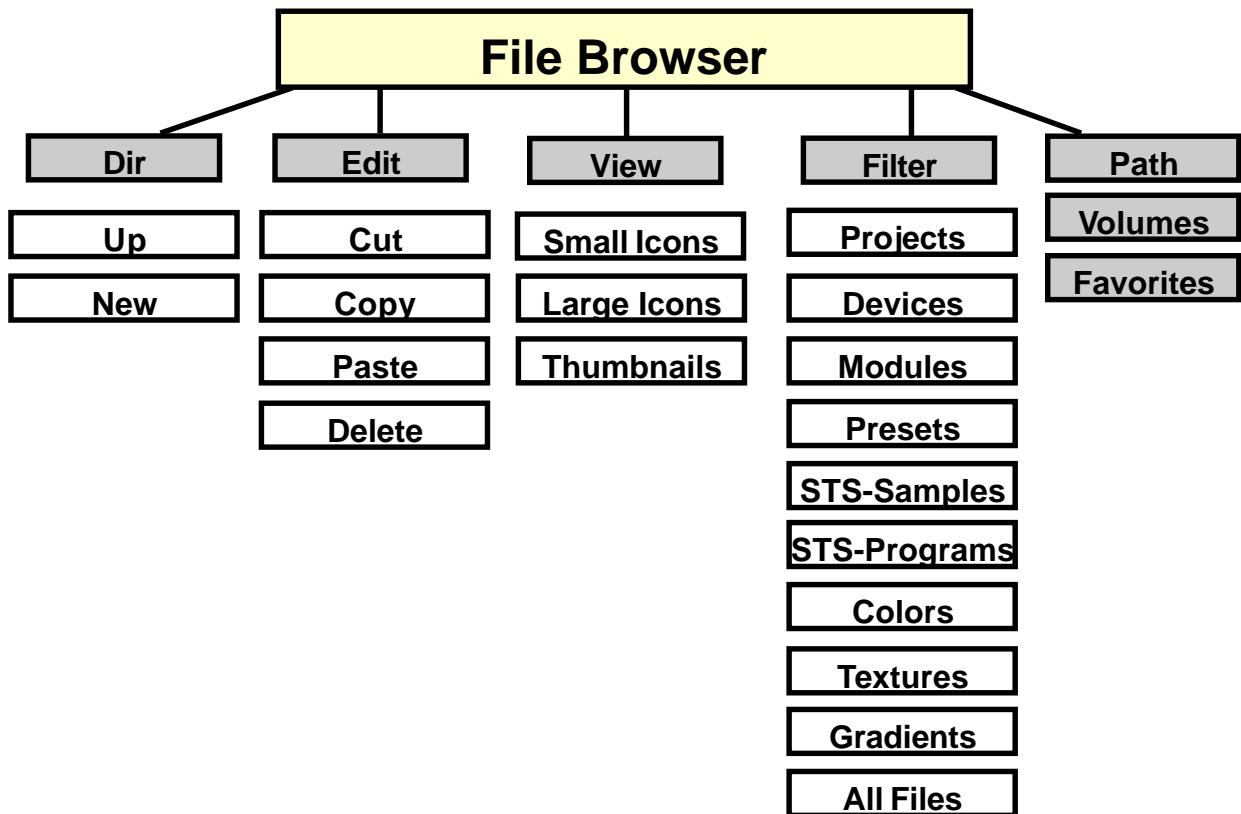 File Browser
Dir
Up
New
Edit
Cut
Copy
Paste
Delete
View
Small Icons
Large Icons
Thumbnails
Filter
Projects
Devices
Modules
Presets
STS-Samples
STS-Programs
Colors
Textures
Gradients
All Files
Path
Volumes
Favorites